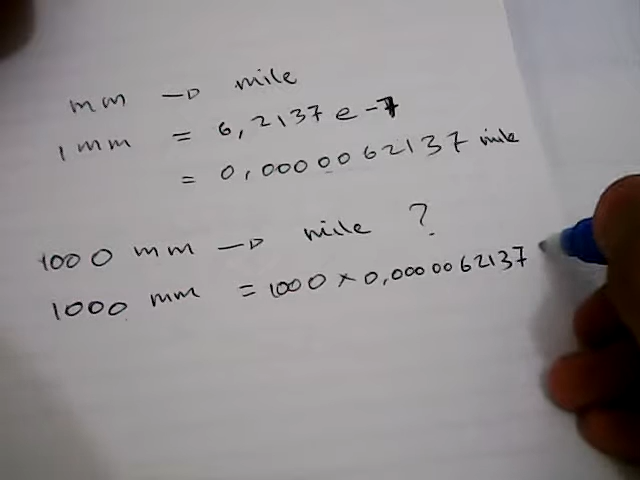 mm → mile
1 mm = 6,2137 e-7
= 0,00000062137 mile
1000 mm → mile ?
1000 mm = 1000 × 0,00000062137